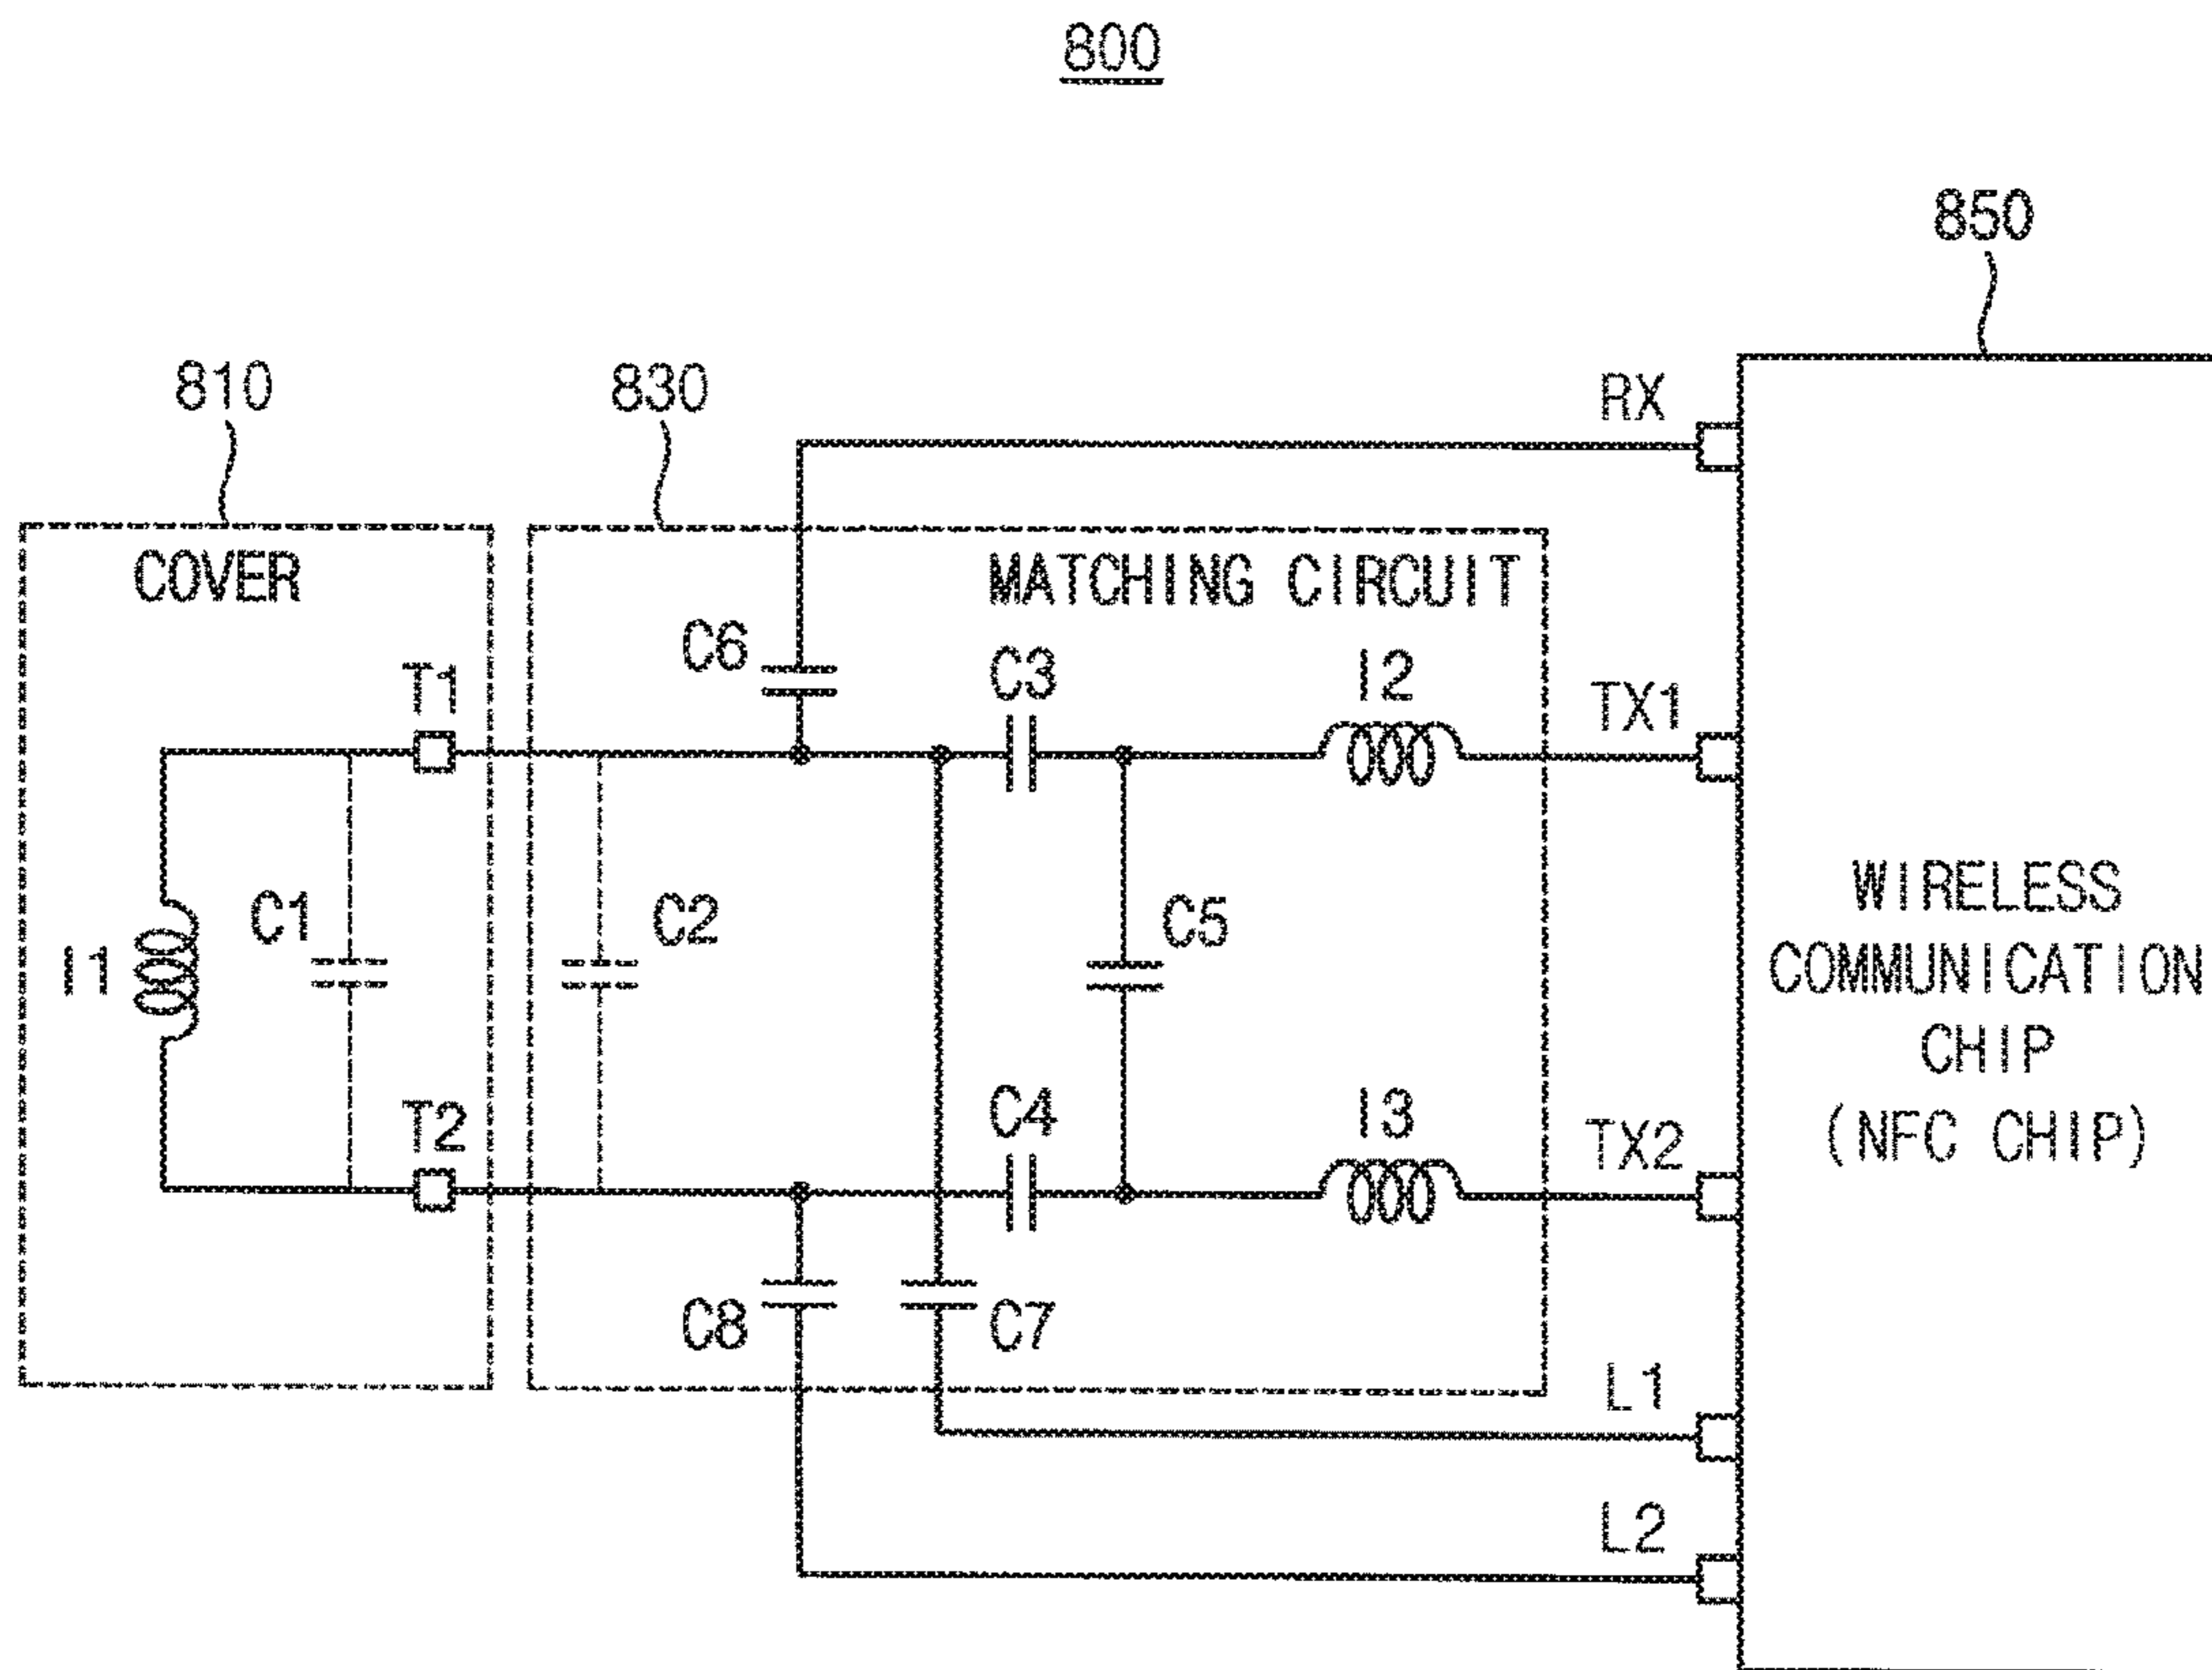 800
850
810
830
RX
COVER
MATCHING CIRCUIT
C6
C3
I2
T1
TX1
WIRELESS
COMMUNICATION
CHIP
(NFC CHIP)
I1
C1
C2
C5
T2
C4
I3
TX2
C8
C7
L1
L2